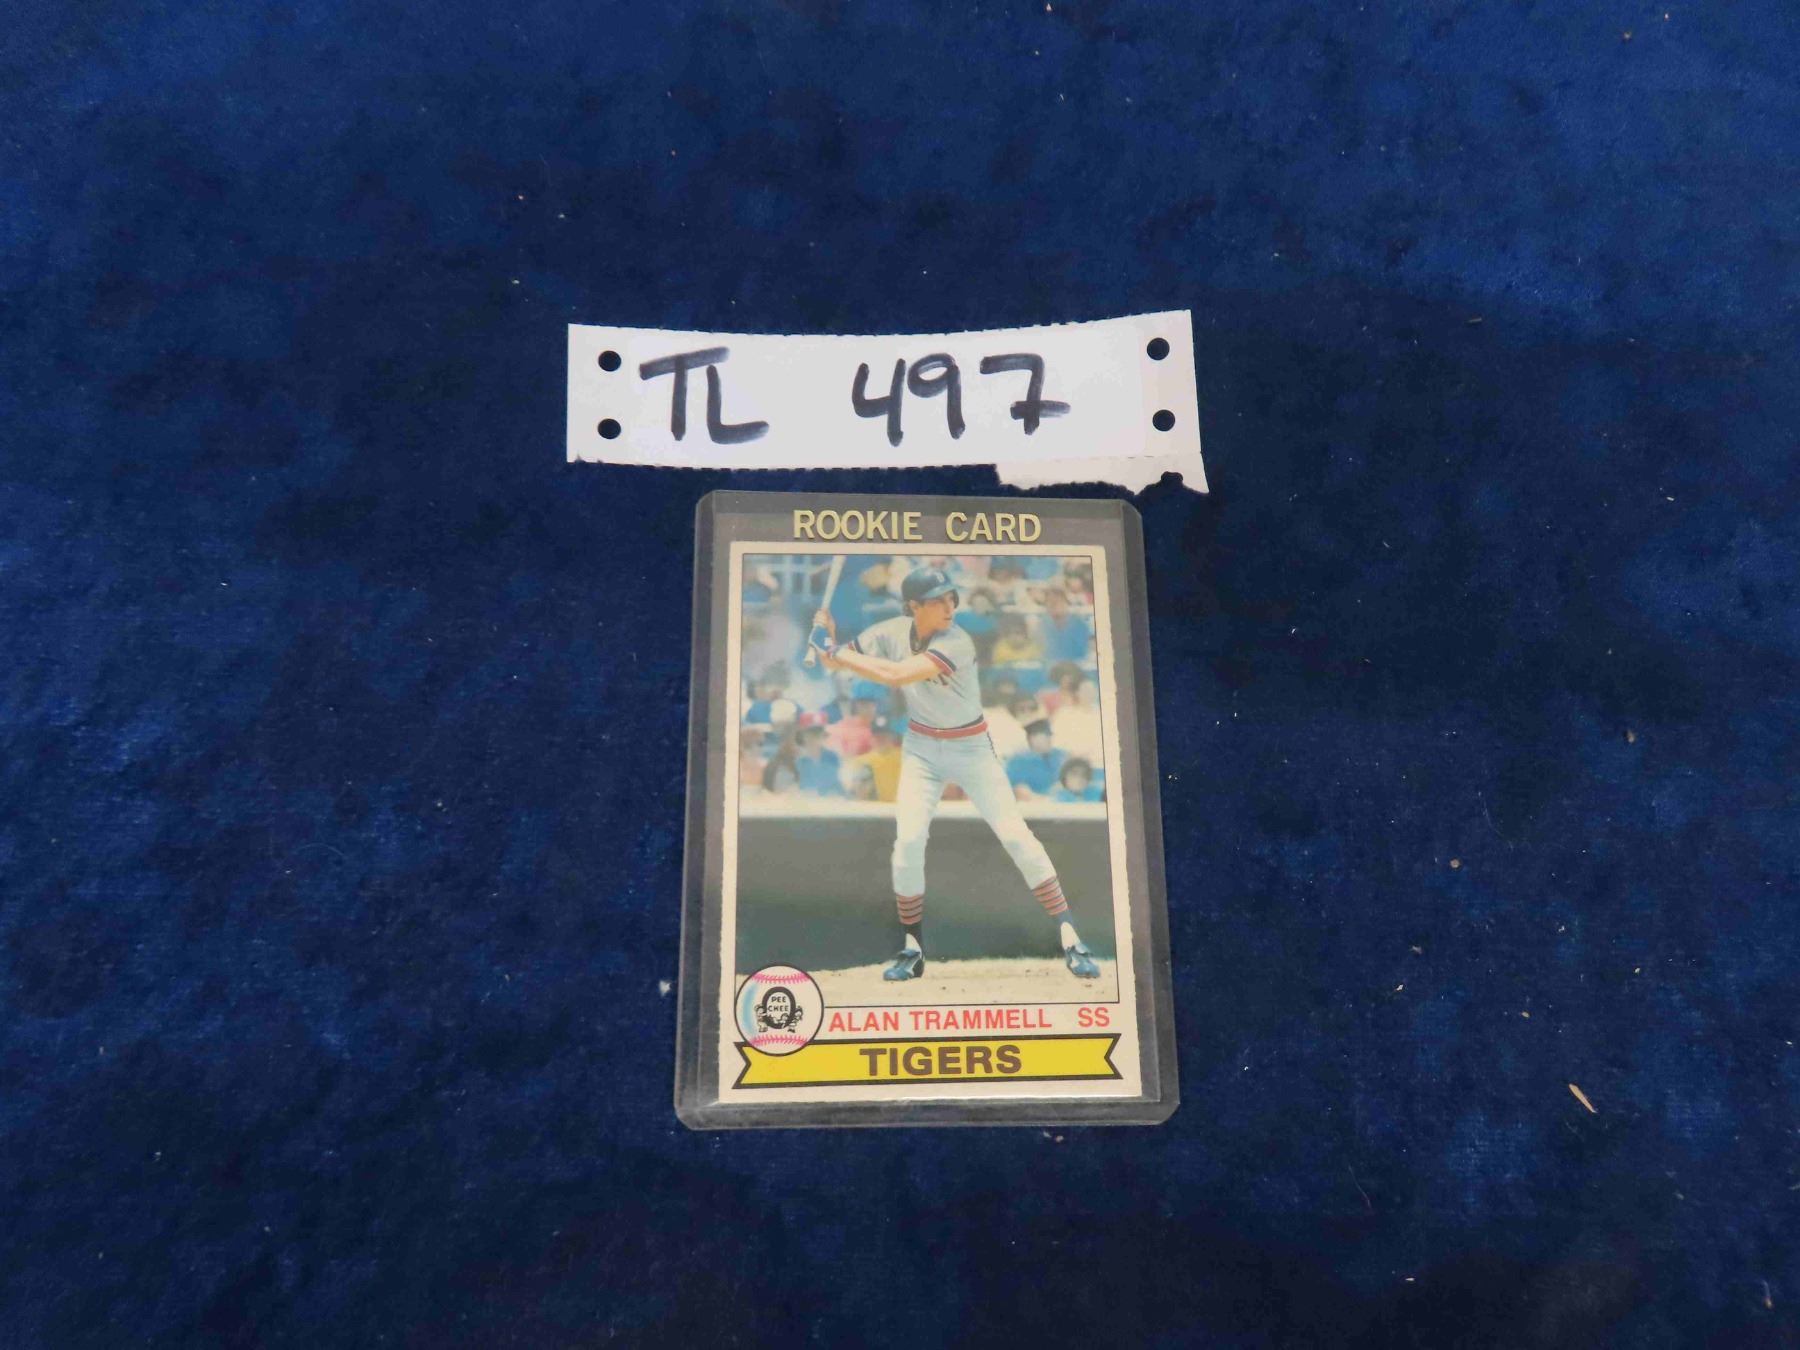 TL 497
ROOKIE CARD
O
PEE
CHEE
ALAN TRAMMELL SS
TIGERS